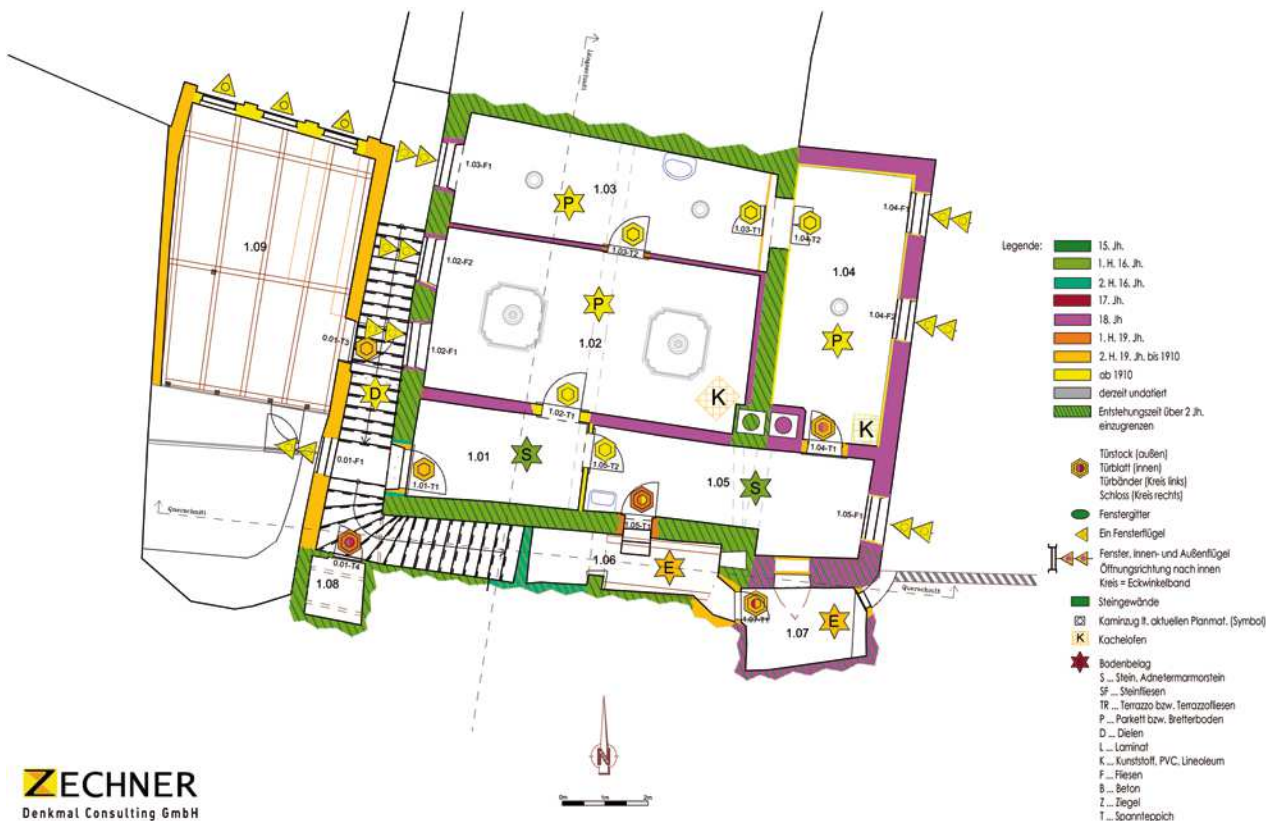 Längsschnitt
1.03-F1
1.03
P
1.03-T2
1.03-T1
1.04-T2
1.04-F1
1.04
1.04-F2
P
1.09
1.02-F2
P
1.02
1.02-F1
0.01-T3
D
K
K
1.02-T1
1.04-T1
1.01
S
1.05-T2
1.05
S
0.01-F1
1.01-T1
1.05-T1
1.05-F1
Querschnitt
0.01-T4
1.06
E
1.08
Querschnitt
1.07-T1
1.07
E
N
0m 1m 2m
ZECHNER
Denkmal Consulting GmbH
Legende:
15. Jh.
1. H. 16. Jh.
2. H. 16. Jh.
17. Jh.
18. Jh
1. H. 19. Jh.
2. H. 19. Jh. bis 1910
ab 1910
derzeit undatiert
Entstehungszeit über 2 Jh.
einzugrenzen
Türstock (außen)
Türblatt (innen)
Türbänder (Kreis links)
Schloss (Kreis rechts)
Fenstergitter
Ein Fensterflügel
Fenster, innen- und Außenflügel
Öffnungsrichtung nach innen
Kreis = Eckwinkelband
Steingewände
Kaminzug lt. aktuellen Planmat. (Symbol)
K Kachelofen
Bodenbelag
S ... Stein, Adnetermarmorstein
SF ... Steinfliesen
TR ... Terrazzo bzw. Terrazzofliesen
P ... Parkett bzw. Bretterboden
D ... Dielen
L ... Laminat
K ... Kunststoff, PVC, Lineoleum
F ... Fliesen
B ... Beton
Z ... Ziegel
T ... Spannteppich